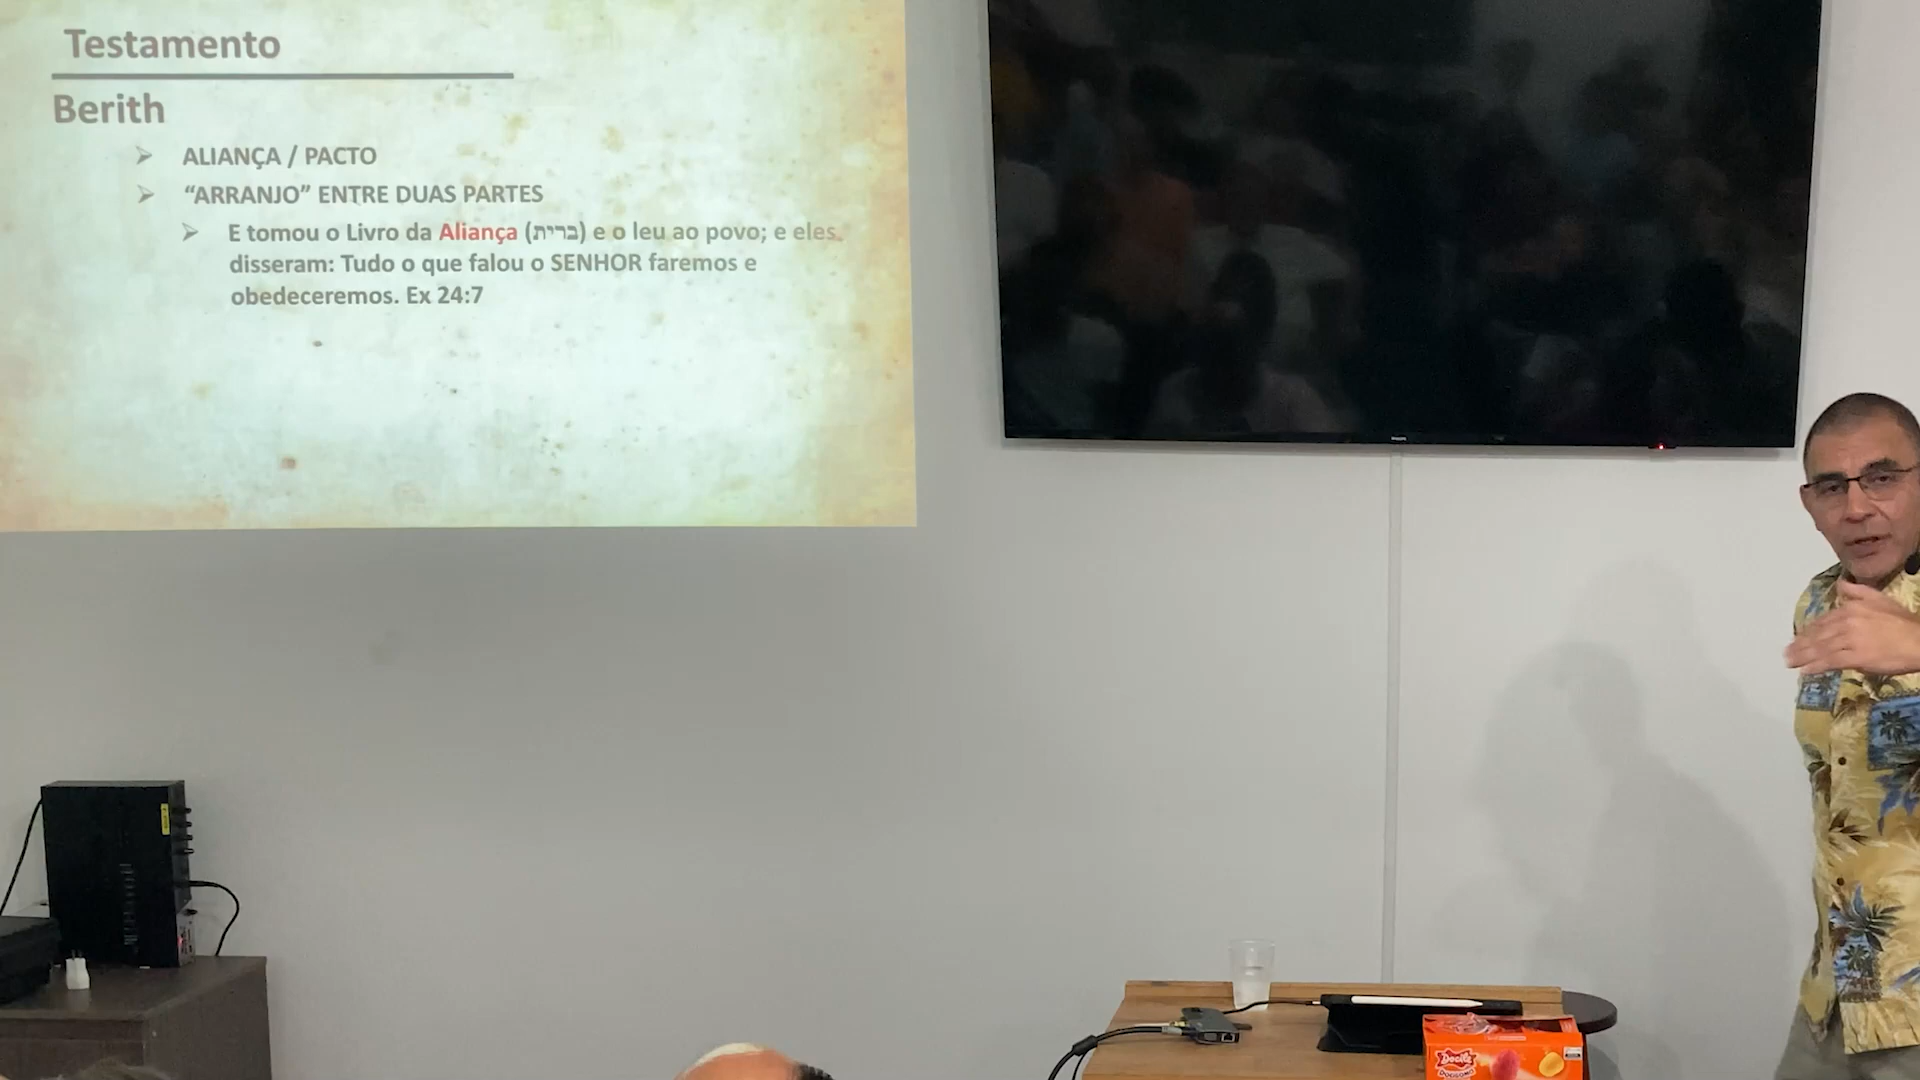 Testamento
Berith
ALIANÇA / PACTO
“ARRANJO” ENTRE DUAS PARTES
E tomou o Livro da Aliança (ברית) e o leu ao povo; e eles
disseram: Tudo o que falou o SENHOR faremos e
obedeceremos. Ex 24:7
Docile